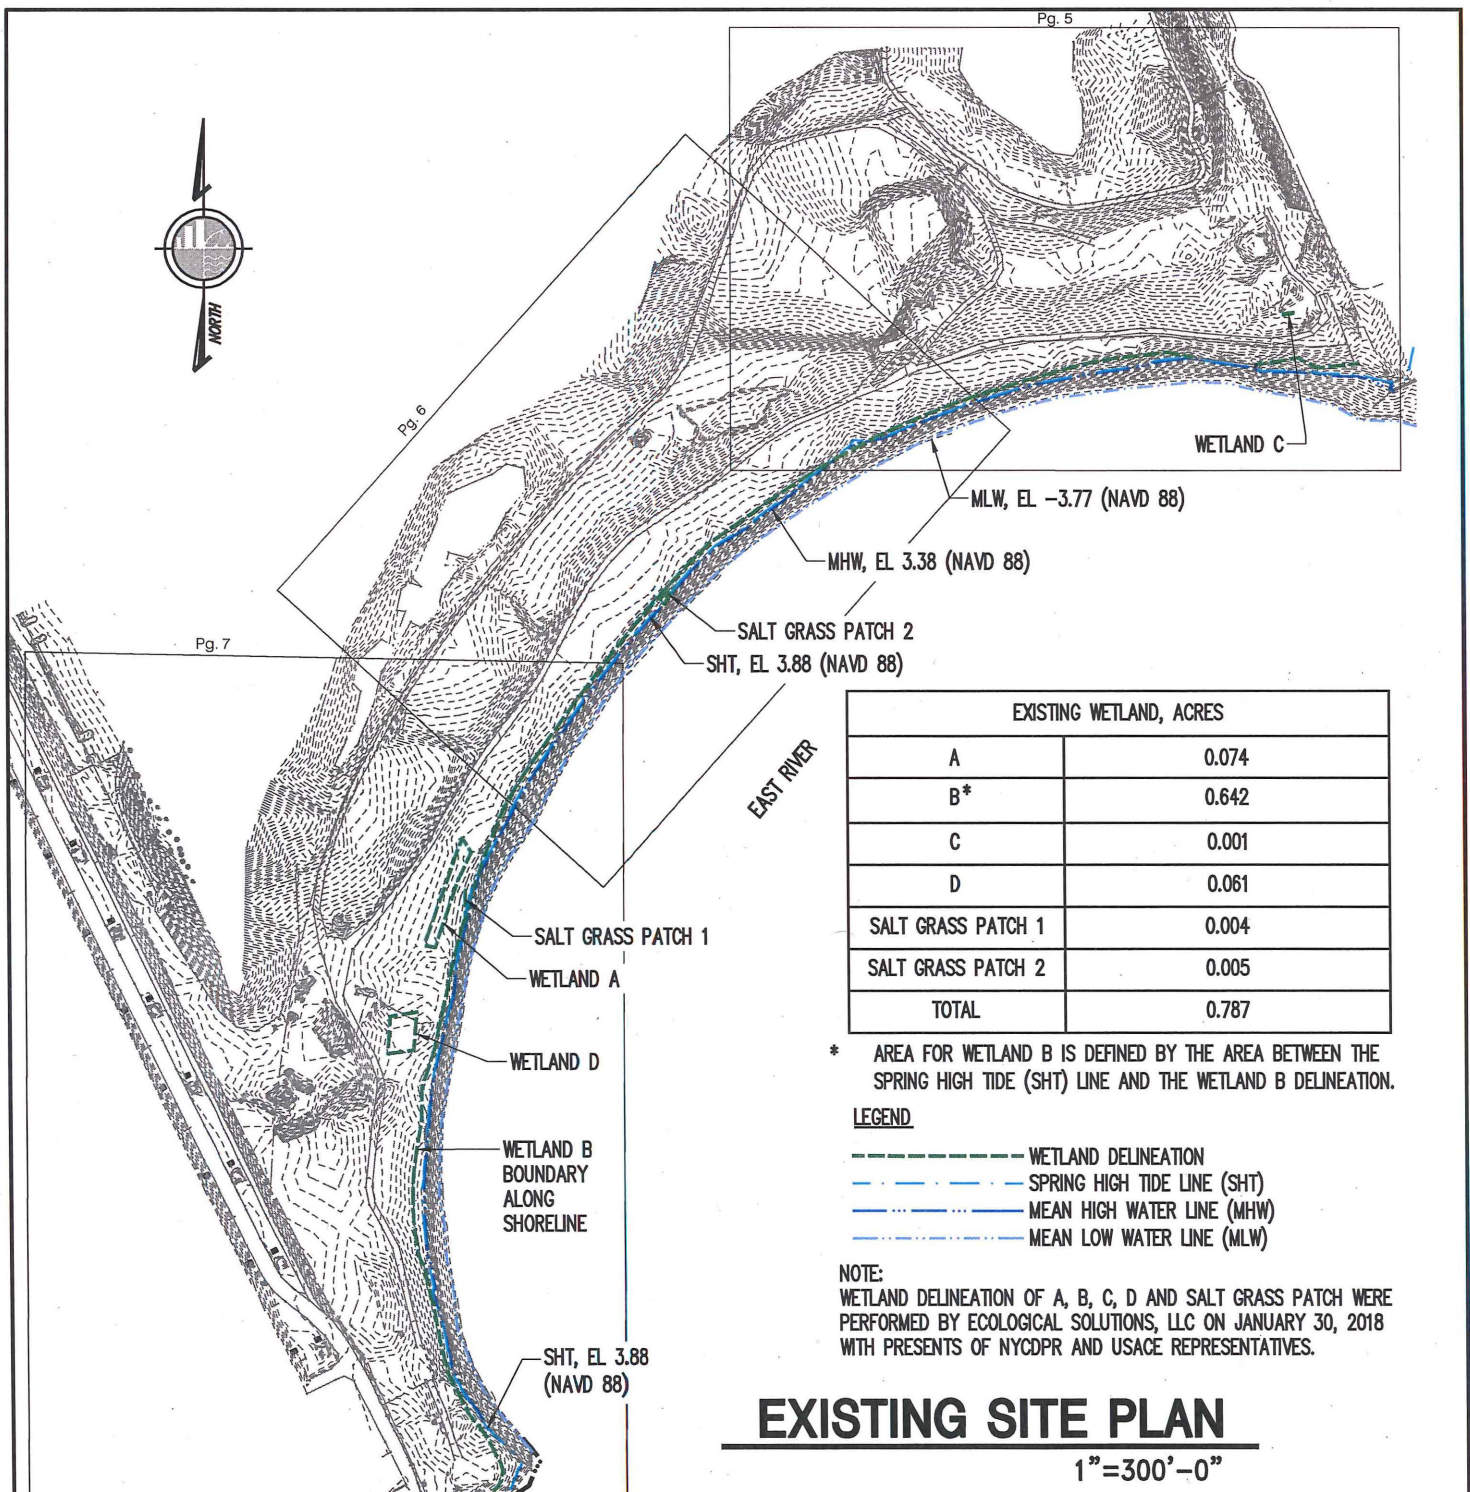 Pg. 5
NORTH
Pg. 6
WETLAND C
MLW, EL -3.77 (NAVD 88)
MHW, EL 3.38 (NAVD 88)
SALT GRASS PATCH 2
SHT, EL 3.88 (NAVD 88)
Pg. 7
EAST RIVER
EXISTING WETLAND, ACRES
A 0.074
B* 0.642
C 0.001
D 0.061
SALT GRASS PATCH 1 0.004
SALT GRASS PATCH 2 0.005
TOTAL 0.787
* AREA FOR WETLAND B IS DEFINED BY THE AREA BETWEEN THE
SPRING HIGH TIDE (SHT) LINE AND THE WETLAND B DELINEATION.
SALT GRASS PATCH 1
WETLAND A
WETLAND D
WETLAND B
BOUNDARY
ALONG
SHORELINE
SHT, EL 3.88
(NAVD 88)
LEGEND
WETLAND DELINEATION
SPRING HIGH TIDE LINE (SHT)
MEAN HIGH WATER LINE (MHW)
MEAN LOW WATER LINE (MLW)
NOTE:
WETLAND DELINEATION OF A, B, C, D AND SALT GRASS PATCH WERE
PERFORMED BY ECOLOGICAL SOLUTIONS, LLC ON JANUARY 30, 2018
WITH PRESENTS OF NYCDPR AND USACE REPRESENTATIVES.
EXISTING SITE PLAN
1"=300'-0"